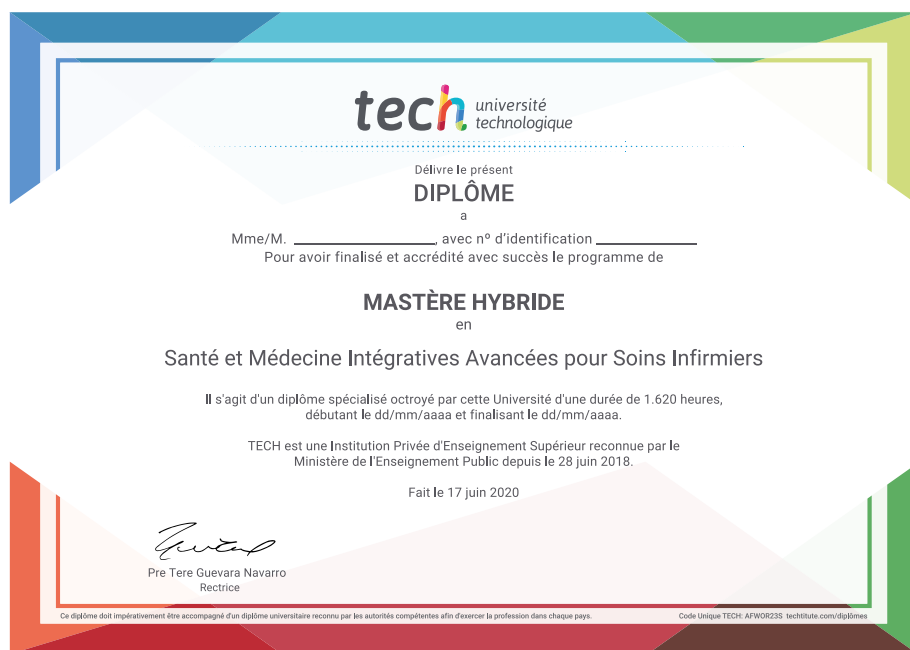 tech université
technologique
Délivre le présent
DIPLÔME
a
Mme/M. ____________________, avec nº d'identification ______________
Pour avoir finalisé et accrédité avec succès le programme de
MASTÈRE HYBRIDE
en
Santé et Médecine Intégratives Avancées pour Soins Infirmiers
Il s'agit d'un diplôme spécialisé octroyé par cette Université d'une durée de 1.620 heures,
débutant le dd/mm/aaaa et finalisant le dd/mm/aaaa.
TECH est une Institution Privée d'Enseignement Supérieur reconnue par le
Ministère de l'Enseignement Public depuis le 28 juin 2018.
Fait le 17 juin 2020
Pre Tere Guevara Navarro
Rectrice
Ce diplôme doit impérativement être accompagné d'un diplôme universitaire reconnu par les autorités compétentes afin d'exercer la profession dans chaque pays.
Code Unique TECH: AFWOR23S techtitute.com/diplômes